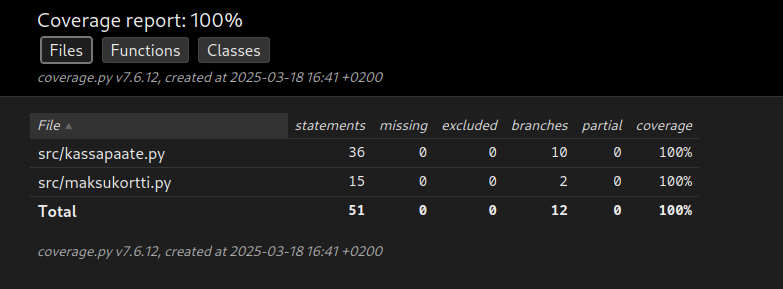 Coverage report: 100%
Files Functions Classes
coverage.py v7.6.12, created at 2025-03-18 16:41 +0200
File ▲ statements missing excluded branches partial coverage
src/kassapaate.py 36 0 0 10 0 100%
src/maksukortti.py 15 0 0 2 0 100%
Total 51 0 0 12 0 100%
coverage.py v7.6.12, created at 2025-03-18 16:41 +0200